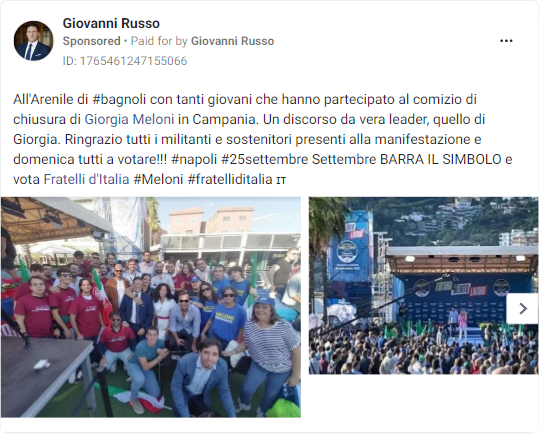 Giovanni Russo
Sponsored • Paid for by Giovanni Russo
ID: 1765461247155066
All'Arenile di #bagnoli con tanti giovani che hanno partecipato al comizio di
chiusura di Giorgia Meloni in Campania. Un discorso da vera leader, quello di
Giorgia. Ringrazio tutti i militanti e sostenitori presenti alla manifestazione e
domenica tutti a votare!!! #napoli #25settembre Settembre BARRA IL SIMBOLO e
vota Fratelli d'Italia #Meloni #fratelliditalia ɪᴛ